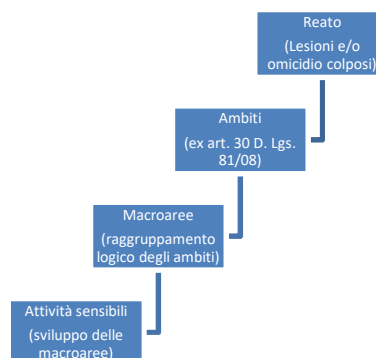 Reato
(Lesioni e/o
omicidio colposi)
Ambiti
(ex art. 30 D. Lgs.
81/08)
Macroaree
(raggruppamento
logico degli ambiti)
Attività sensibili
(sviluppo delle
macroaree)